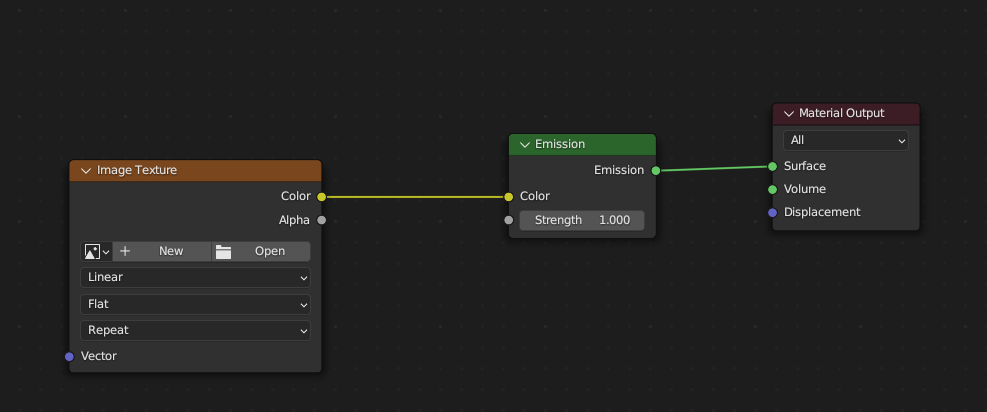 Image Texture
Color
Alpha
New
Open
Linear
Flat
Repeat
Vector
Emission
Emission
Color
Strength 1.000
Material Output
All
Surface
Volume
Displacement